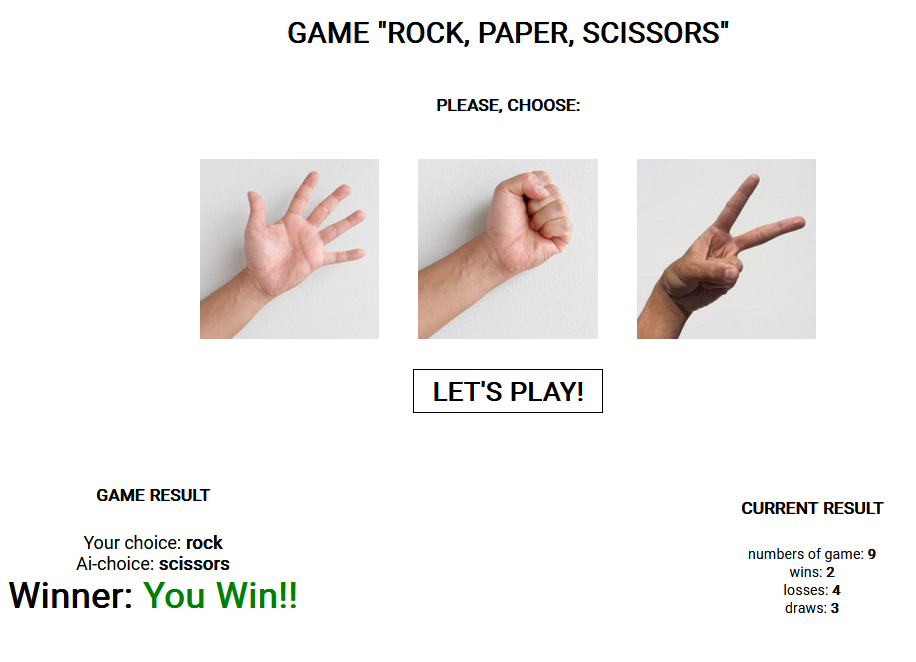 GAME "ROCK, PAPER, SCISSORS"
PLEASE, CHOOSE:
LET'S PLAY!
GAME RESULT
Your choice: rock
Ai-choice: scissors
Winner: You Win!!
CURRENT RESULT
numbers of game: 9
wins: 2
losses: 4
draws: 3